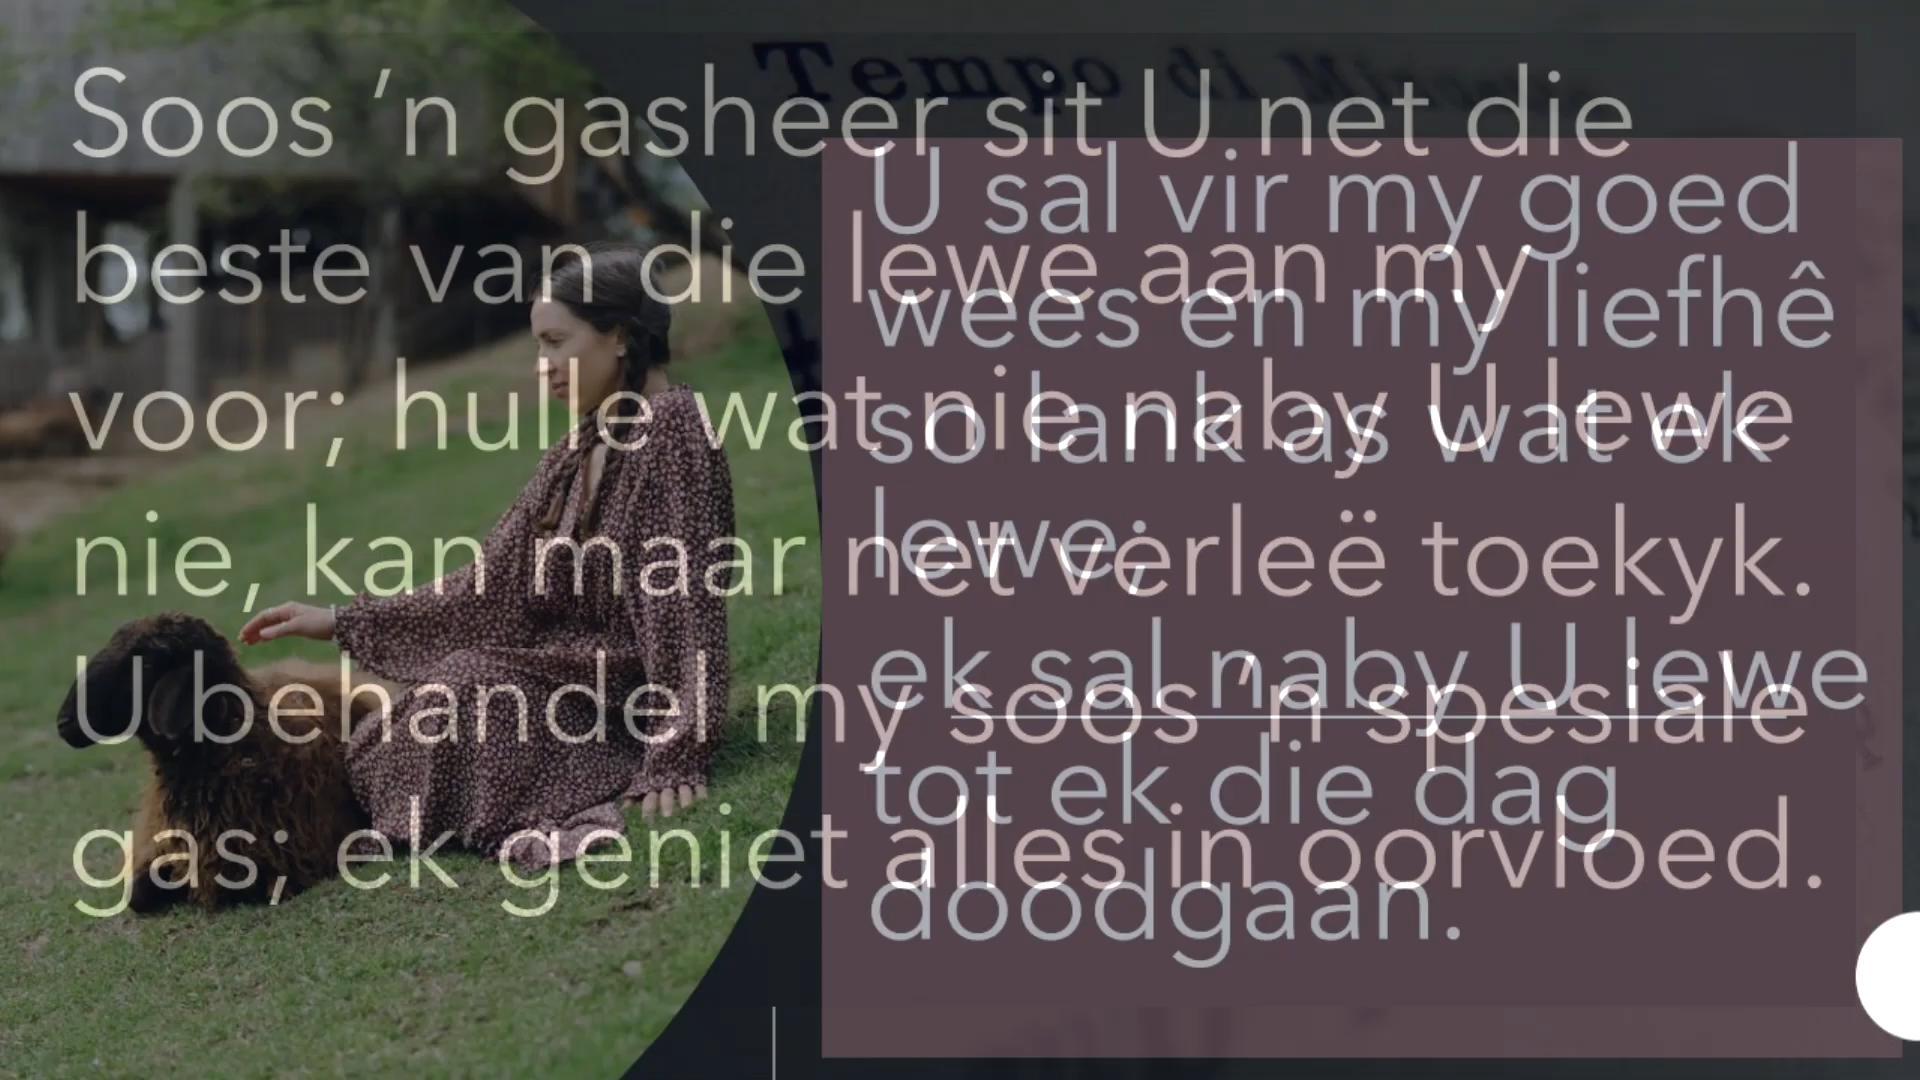 Tempo di
Soos ’n gasheer sit U net die
beste van die lewe aan my
voor; hulle wat nie naby U lewe
nie, kan maar net verleë toekyk.
U behandel my soos ’n spesiale
gas; ek geniet alles in oorvloed.
U sal vir my goed
wees en my liefhê
so lank as wat ek
lewe;
ek sal naby U lewe
tot ek die dag
doodgaan.